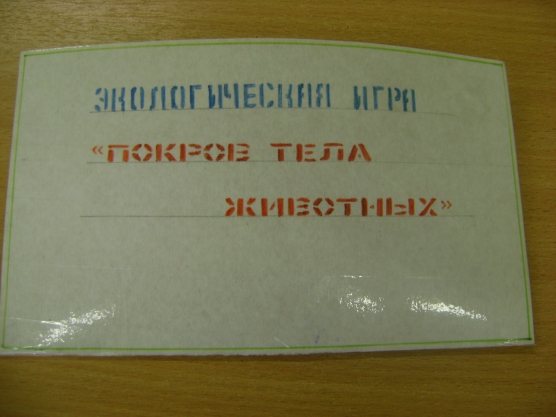 ЭКОЛОГИЧЕСКАЯ ИГРА
«ПОКРОВ ТЕЛА
ЖИВОТНЫХ»